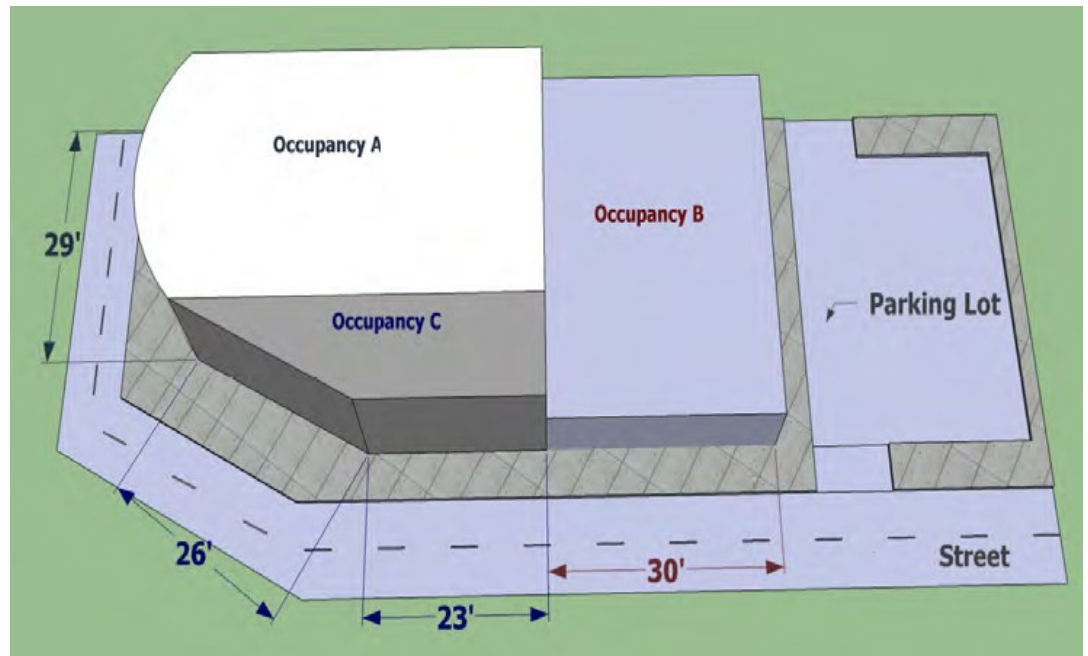 Occupancy A
Occupancy B
29'
Parking Lot
Occupancy C
26'
30'
Street
23'